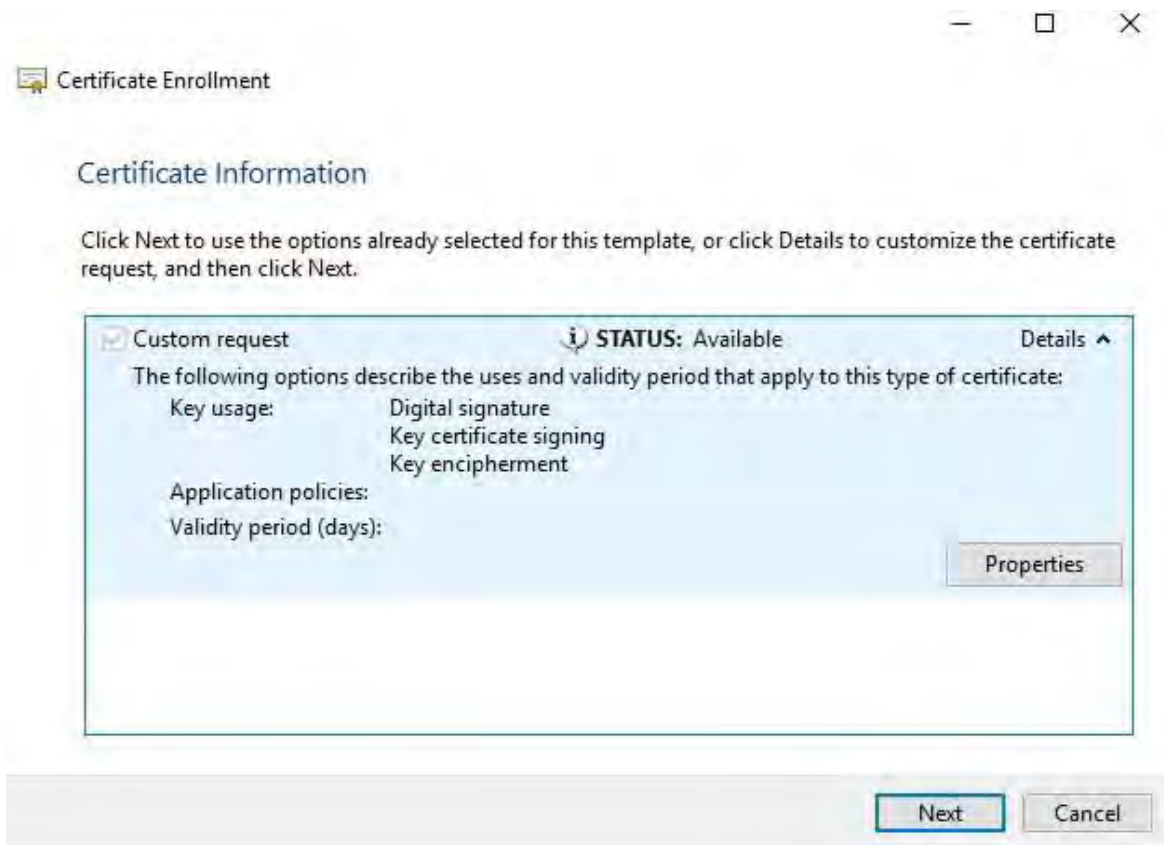 Certificate Enrollment
Certificate Information
Click Next to use the options already selected for this template, or click Details to customize the certificate
request, and then click Next.
Custom request STATUS: Available Details
The following options describe the uses and validity period that apply to this type of certificate:
Key usage: Digital signature
Key certificate signing
Key encipherment
Application policies:
Validity period (days):
Properties
Next Cancel